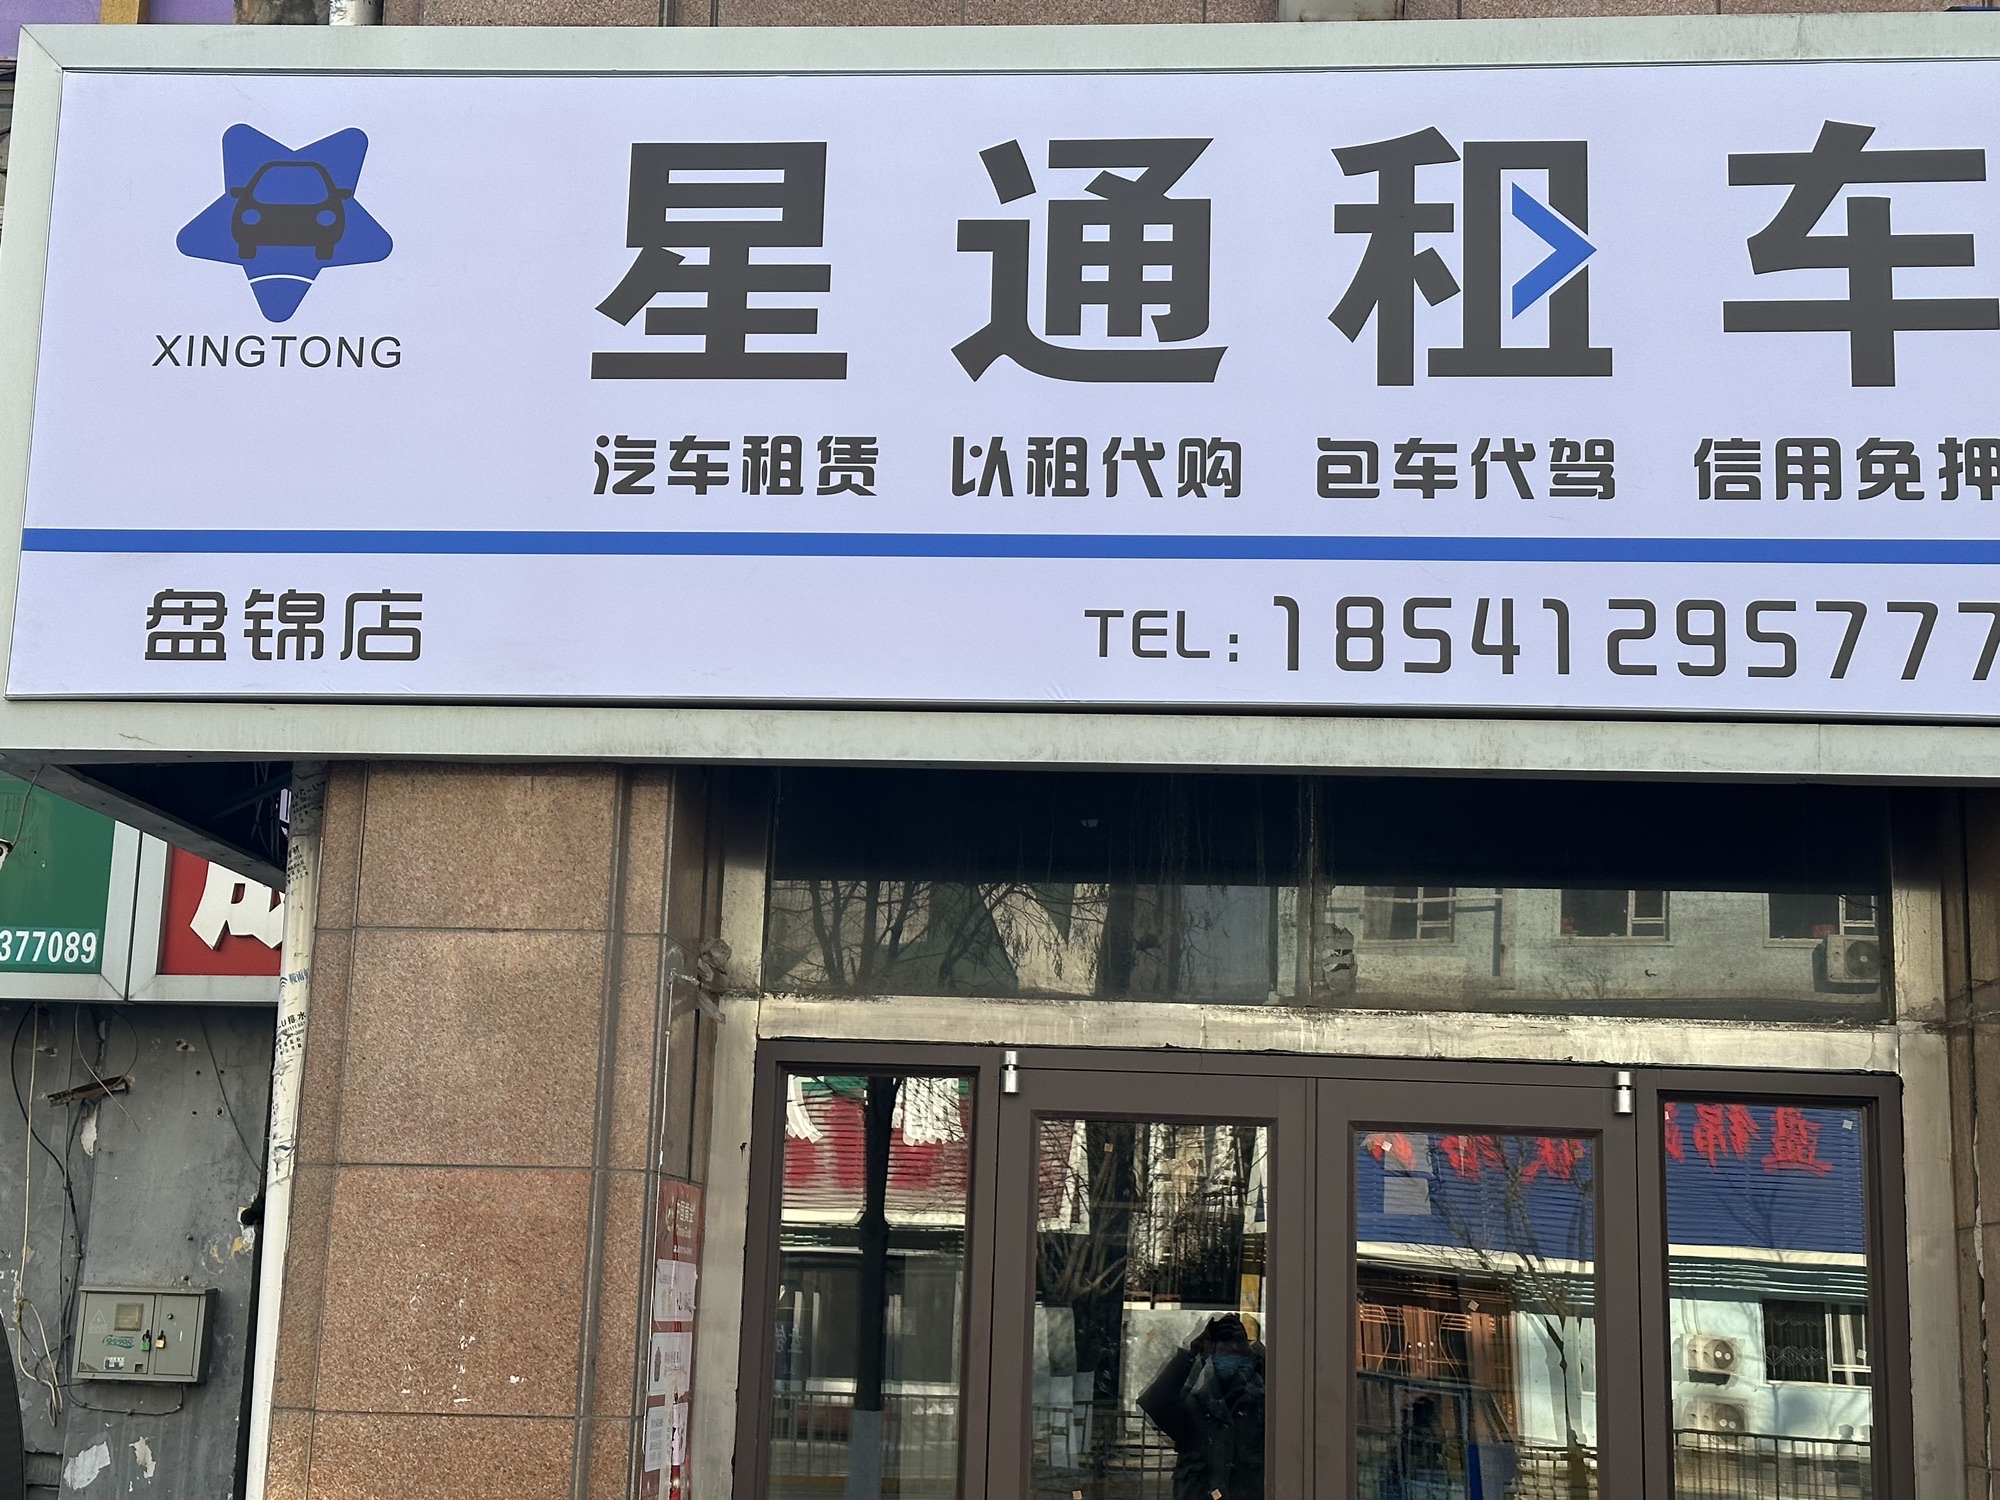 星通租车
XINGTONG
汽车租赁 以租代购 包车代驾 信用免押
盘锦店
TEL: 18541295777
377089